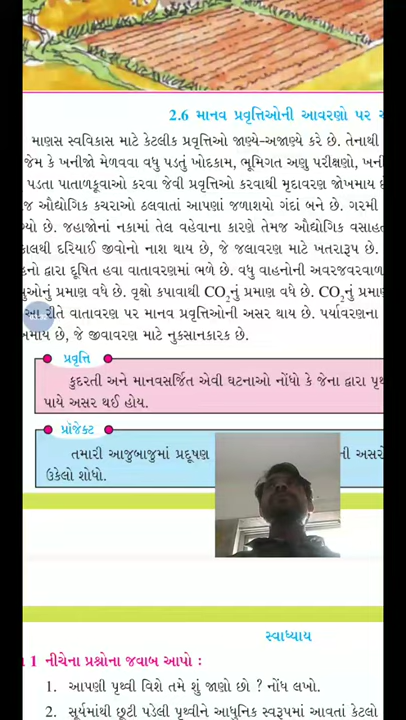 2.6 માનવ પ્રવૃત્તિઓની આવરણો પર
માણસ સ્વવિકાસ માટે કેટલીક પ્રવૃત્તિઓ જાણ્યે-અજાણ્યે કરે છે. તેનાથી
જેમ કે ખનીજો મેળવવા વધુ પડતું ખોદકામ, ભૂમિગત અણુ પરીક્ષણો,
પડતા પાતાળકૂવાઓ કરવા જેવી પ્રવૃત્તિઓ કરવાથી મૃદાવરણ જોખમાય
જ ઔદ્યોગિક કચરાઓ ઠલવાતાં આપણાં જળાશયો ગંદાં બને છે. ગરમી
છે. જહાજોનાં નકામાં તેલ વહેવાના કારણે તેમજ ઔદ્યોગિક
દરિયાઈ જીવોનો નાશ થાય છે, જે જલાવરણ માટે ખતરારૂપ છે.
દ્વારા દૂષિત હવા વાતાવરણમાં ભળે છે. વધુ વાહનોની અવરજવરવાળ
પ્રમાણ વધે છે. વૃક્ષો કપાવાથી CO₂નું પ્રમાણ વધે છે. CO₂નું
આ રીતે વાતાવરણ પર માનવ પ્રવૃત્તિઓની અસર થાય છે. પર્યાવરણના
છે, જે જીવાવરણ માટે નુકસાનકારક છે.
પ્રવૃત્તિ
કુદરતી અને માનવસર્જિત એવી ઘટનાઓ નોંધો કે જેના દ્વારા
પાયે અસર થઈ હોય.
પ્રૉજેક્ટ
તમારી આજુબાજુમાં પ્રદૂષણ ની
ઉકેલો શોધો.
સ્વાધ્યાય
1 નીચેના પ્રશ્નોના જવાબ આપો :
1. આપણી પૃથ્વી વિશે તમે શું જાણો છો ? નોંધ લખો.
2. સૂર્યમાંથી છૂટી પડેલી પૃથ્વીને આધુનિક સ્વરૂપમાં આવતાં કેટલો